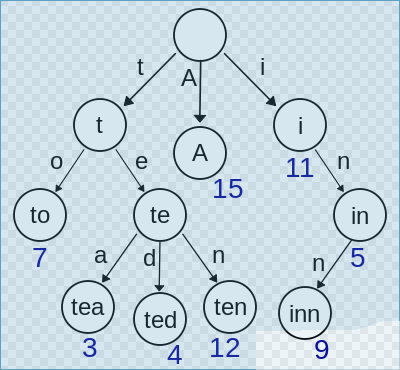 t A i
t A i
15 11
o e n
to te in
7 5
a d n n
tea ted ten inn
3 4 12 9